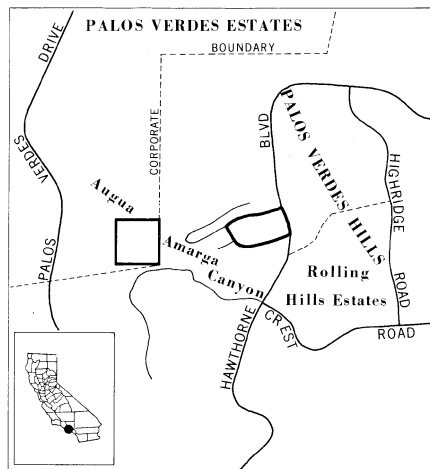 PALOS VERDES ESTATES
BOUNDARY
CORPORATE
PALOS VERDES DRIVE
BLVD
PALOS VERDES HILLS
HIGHRIDGE
ROAD
Augua
Amarga
Canyon
Rolling
Hills Estates
HAWTHORNE
CREST
ROAD